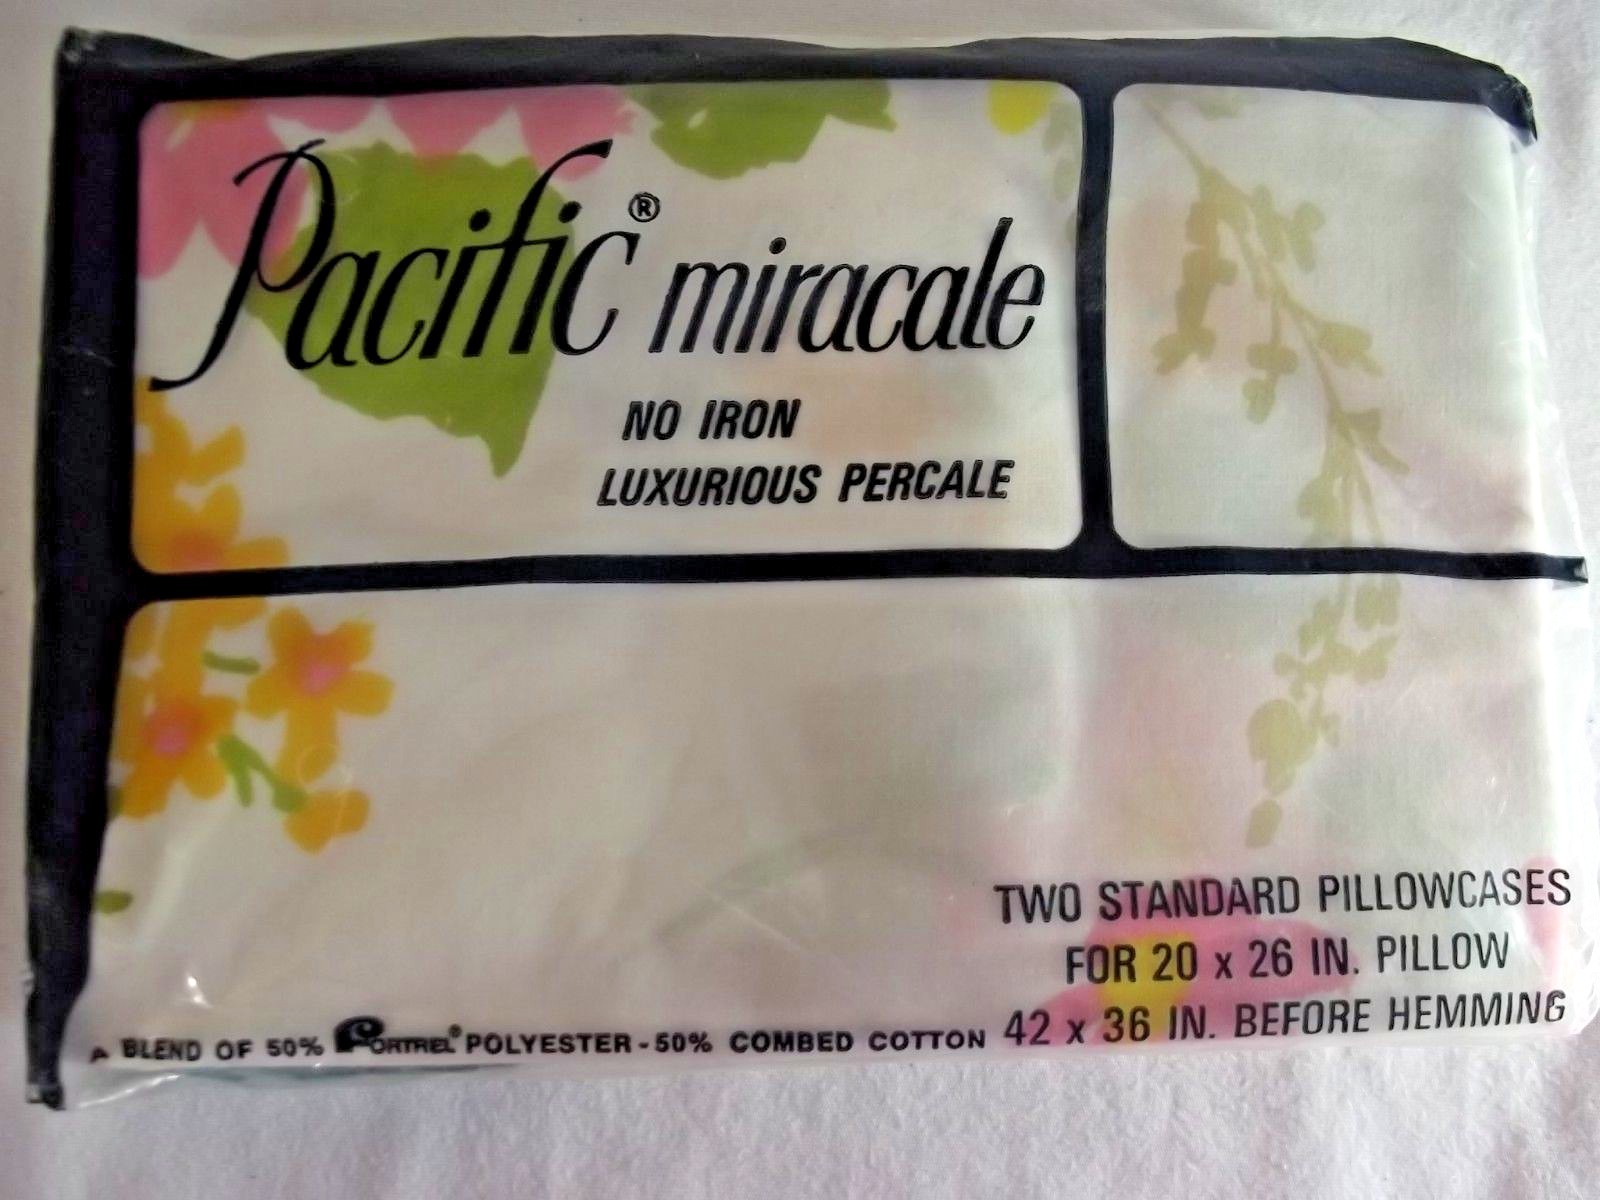 Pacific® miracale
NO IRON
LUXURIOUS PERCALE
TWO STANDARD PILLOWCASES
FOR 20 x 26 IN. PILLOW
42 x 36 IN. BEFORE HEMMING
A BLEND OF 50% FORTREL® POLYESTER - 50% COMBED COTTON